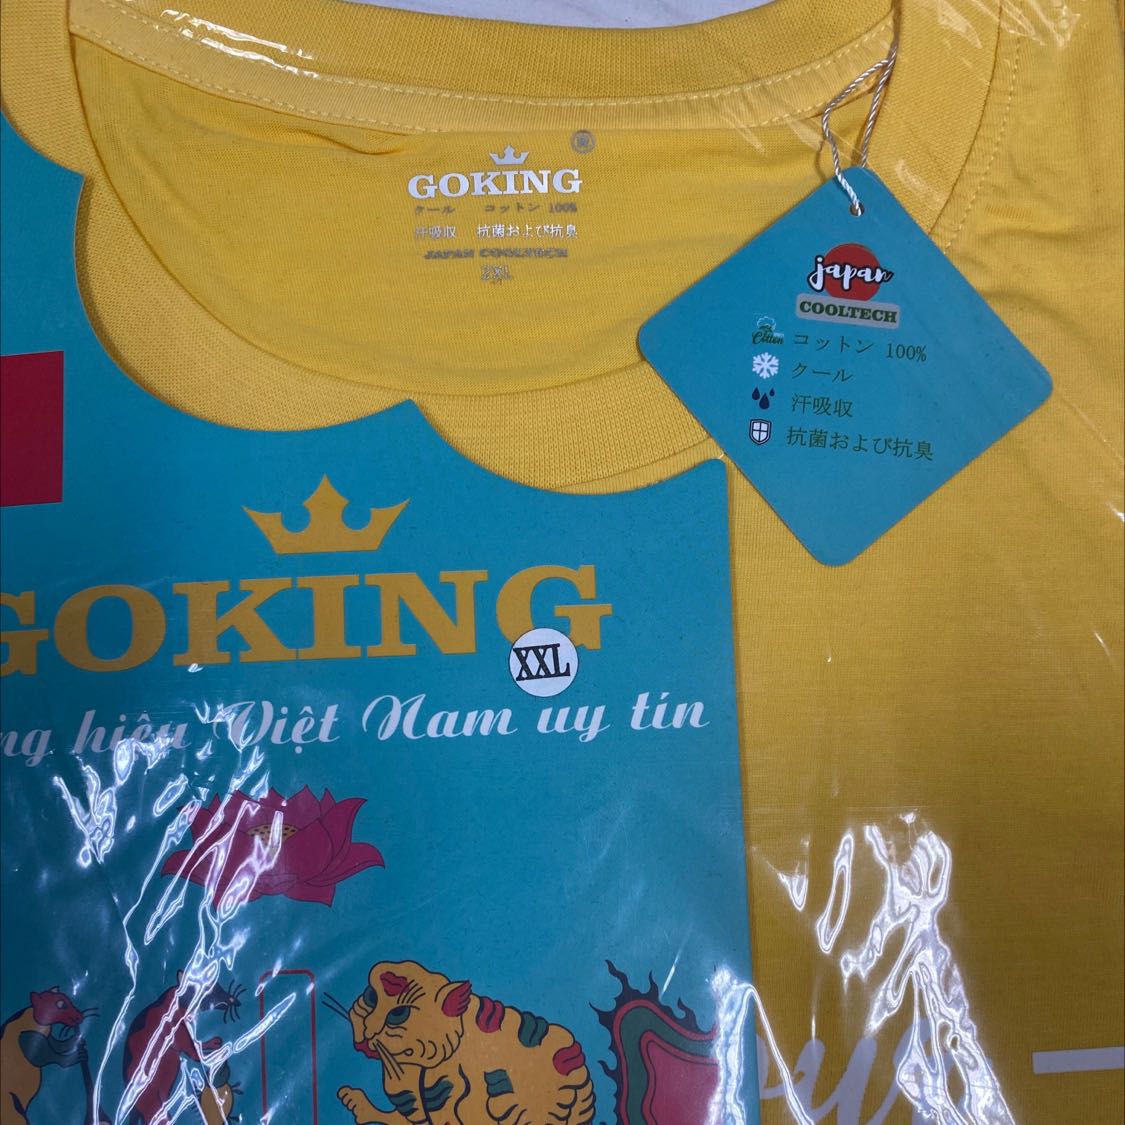 GOKING
クール コットン 100%
汗吸収 抗菌および抗臭
JAPAN COOLTECH
2XL
japan
COOLTECH
Cotton コットン 100%
クール
汗吸収
抗菌および抗臭
GOKING
XXL
ng hiệu Việt Nam uy tín